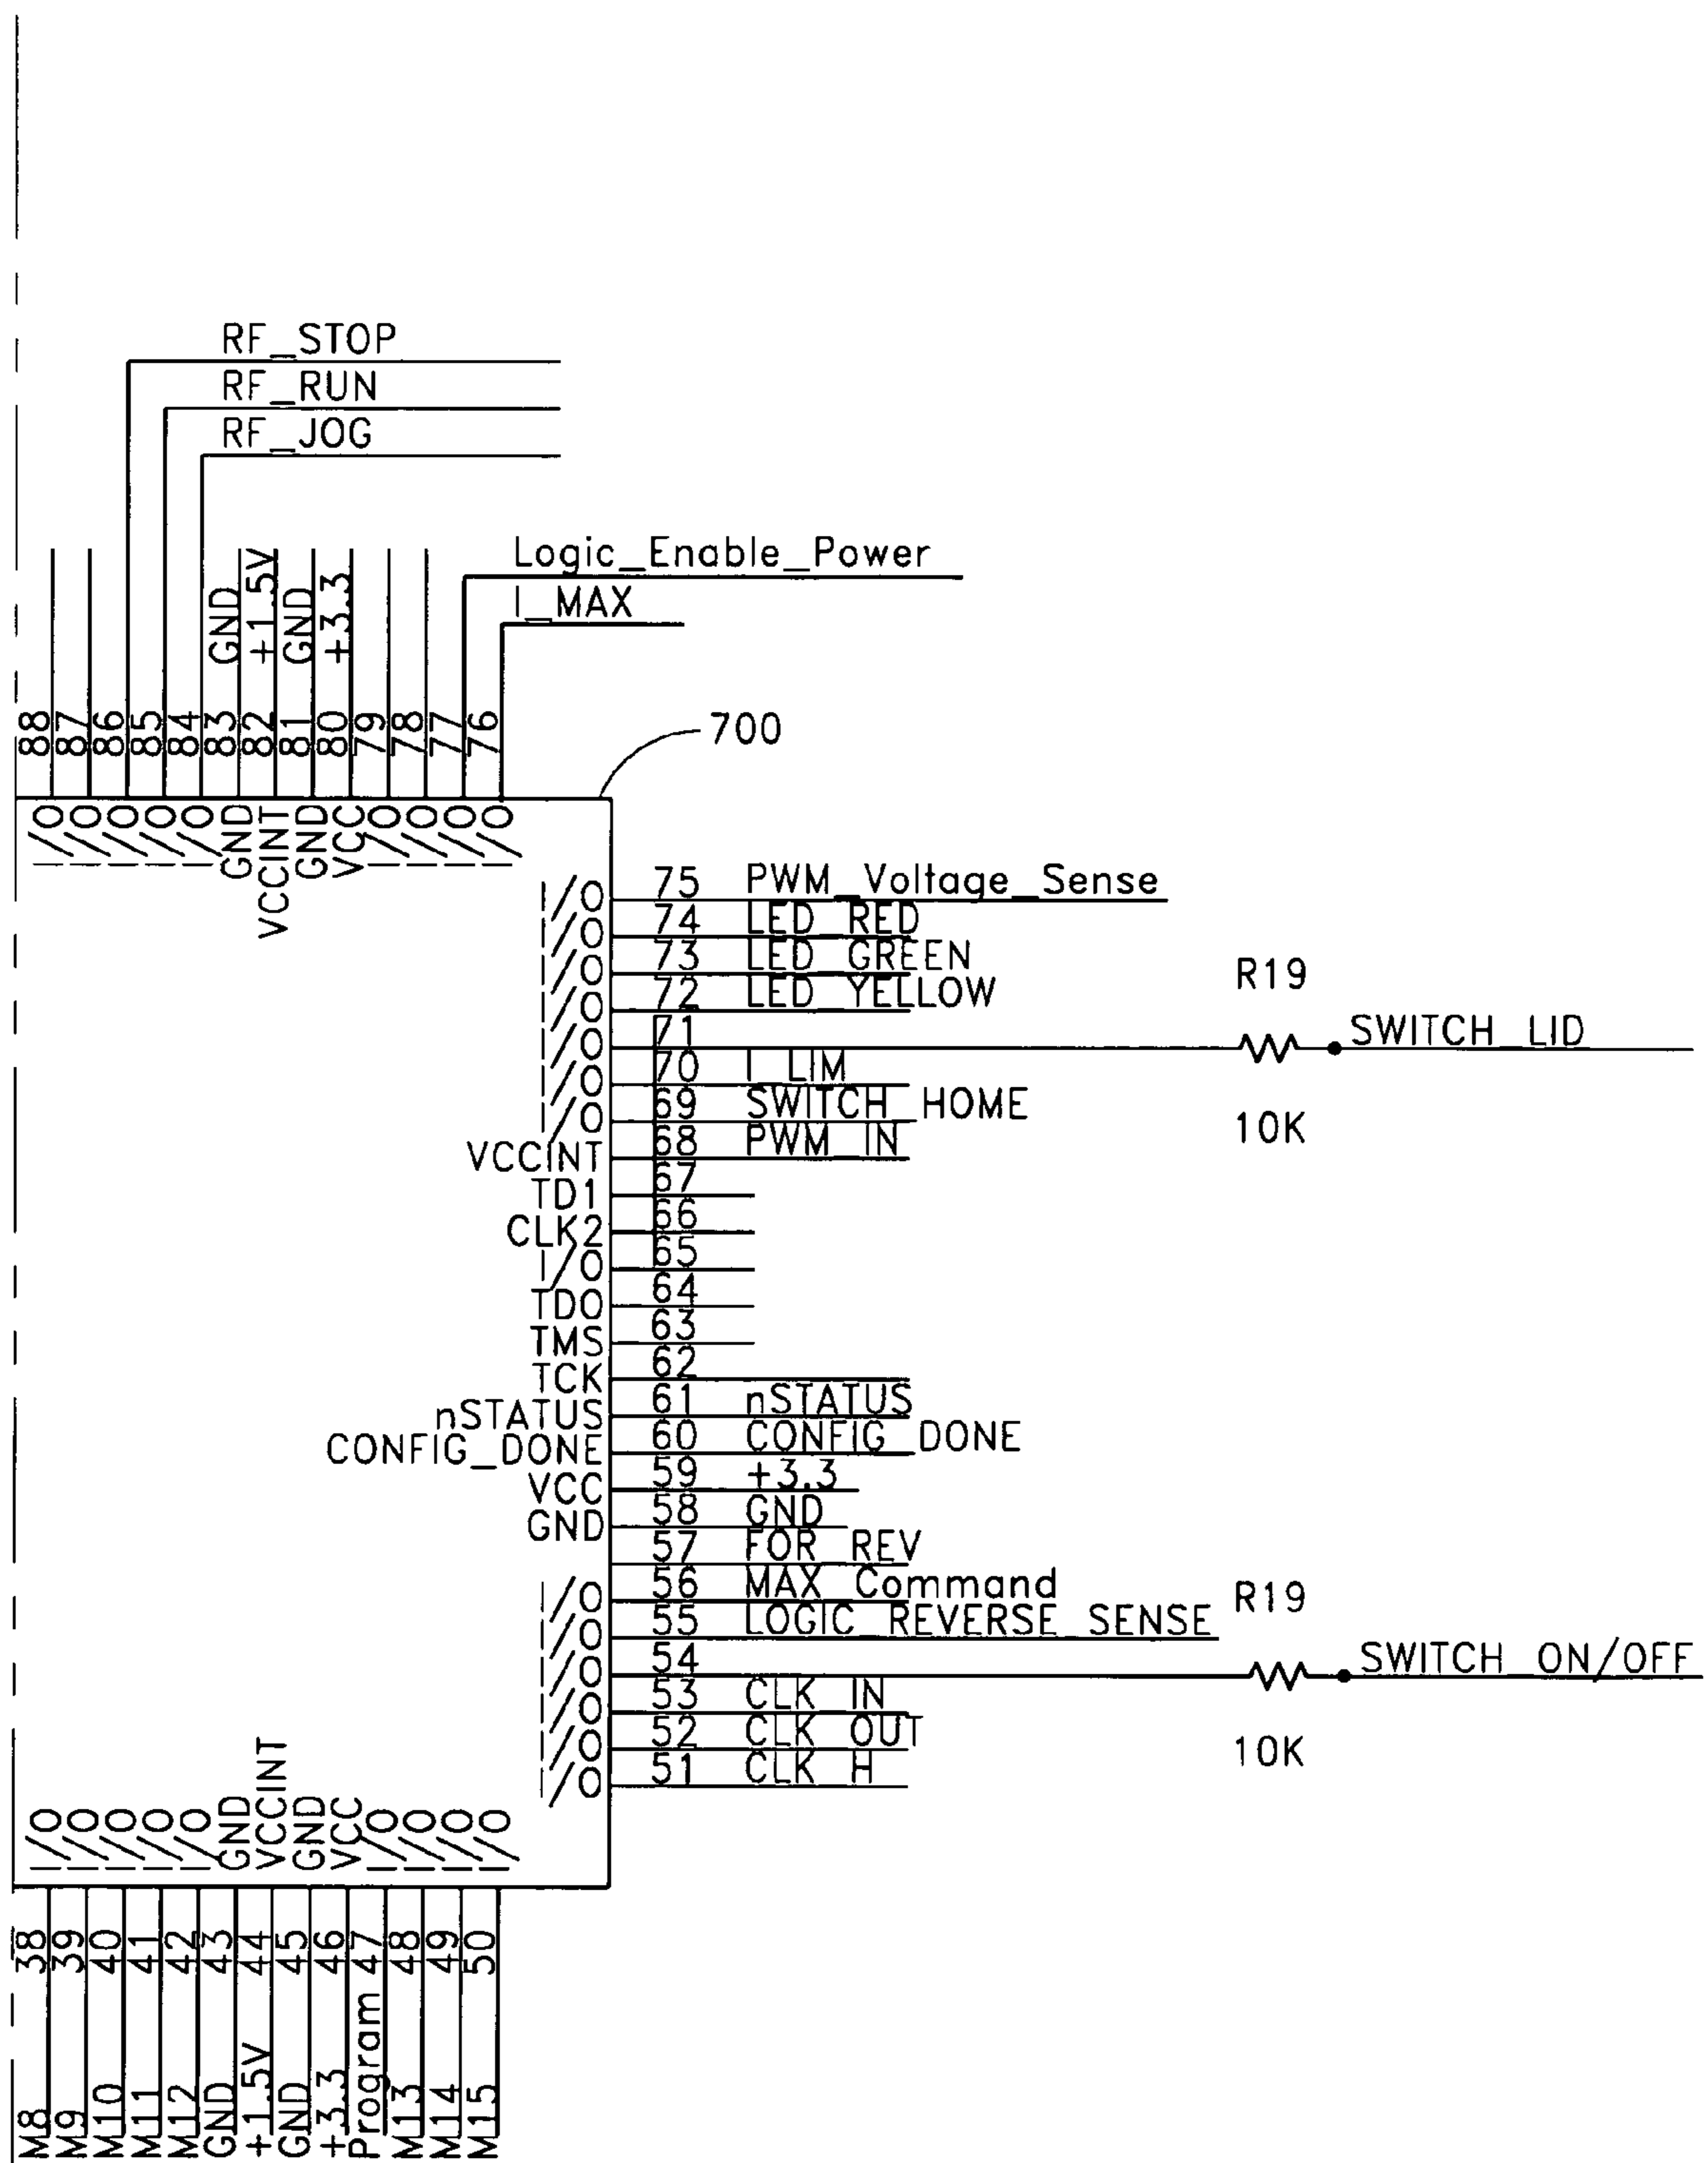 RF_STOP
RF_RUN
RF_JOG
Logic_Enable_Power
I_MAX
GND
+1.5V
GND
+3.3
88
87
86
85
84
83
82
81
80
79
78
77
76
700
I/O
I/O
I/O
I/O
I/O
GND
VCCINT
GND
VCC
I/O
I/O
I/O
I/O
I/O 75 PWM_Voltage_Sense
I/O 74 LED_RED
I/O 73 LED_GREEN
I/O 72 LED_YELLOW
R19
I/O 71 SWITCH_LID
I/O 70 I_LIM
I/O 69 SWITCH_HOME
10K
VCCINT 68 PWM_IN
TD1 67
CLK2 66
I/O 65
TDO 64
TMS 63
TCK 62
nSTATUS 61 nSTATUS
CONFIG_DONE 60 CONFIG_DONE
VCC 59 +3.3
GND 58 GND
57 FOR_REV
I/O 56 MAX_Command
R19
I/O 55 LOGIC_REVERSE_SENSE
I/O 54 SWITCH_ON/OFF
I/O 53 CLK_IN
I/O 52 CLK_OUT
10K
I/O 51 CLK_H
I/O
I/O
I/O
I/O
I/O
GND
VCCINT
GND
VCC
I/O
I/O
I/O
I/O
M8 38
M9 39
M10 40
M11 41
M12 42
GND 43
+1.5V 44
GND 45
+3.3 46
Program 47
M13 48
M14 49
M15 50